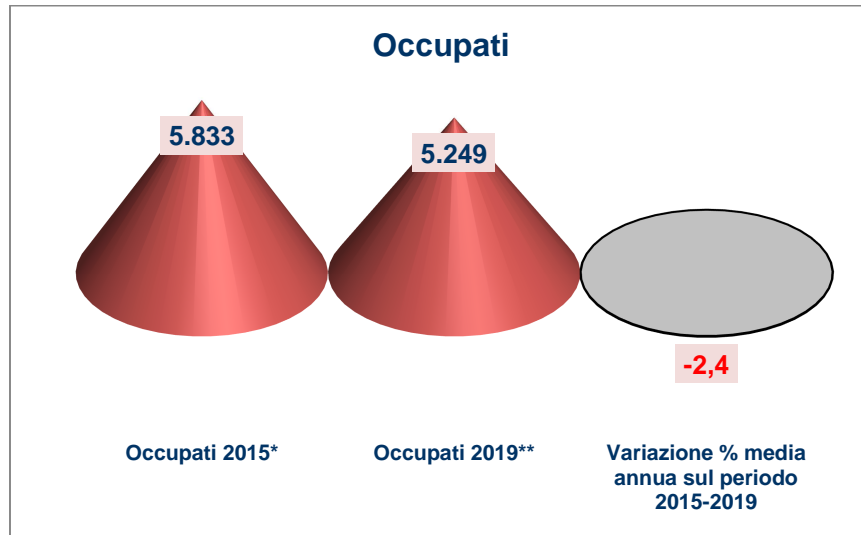 Occupati
5.833
5.249
-2,4
Occupati 2015*
Occupati 2019**
Variazione % media
annua sul periodo
2015-2019